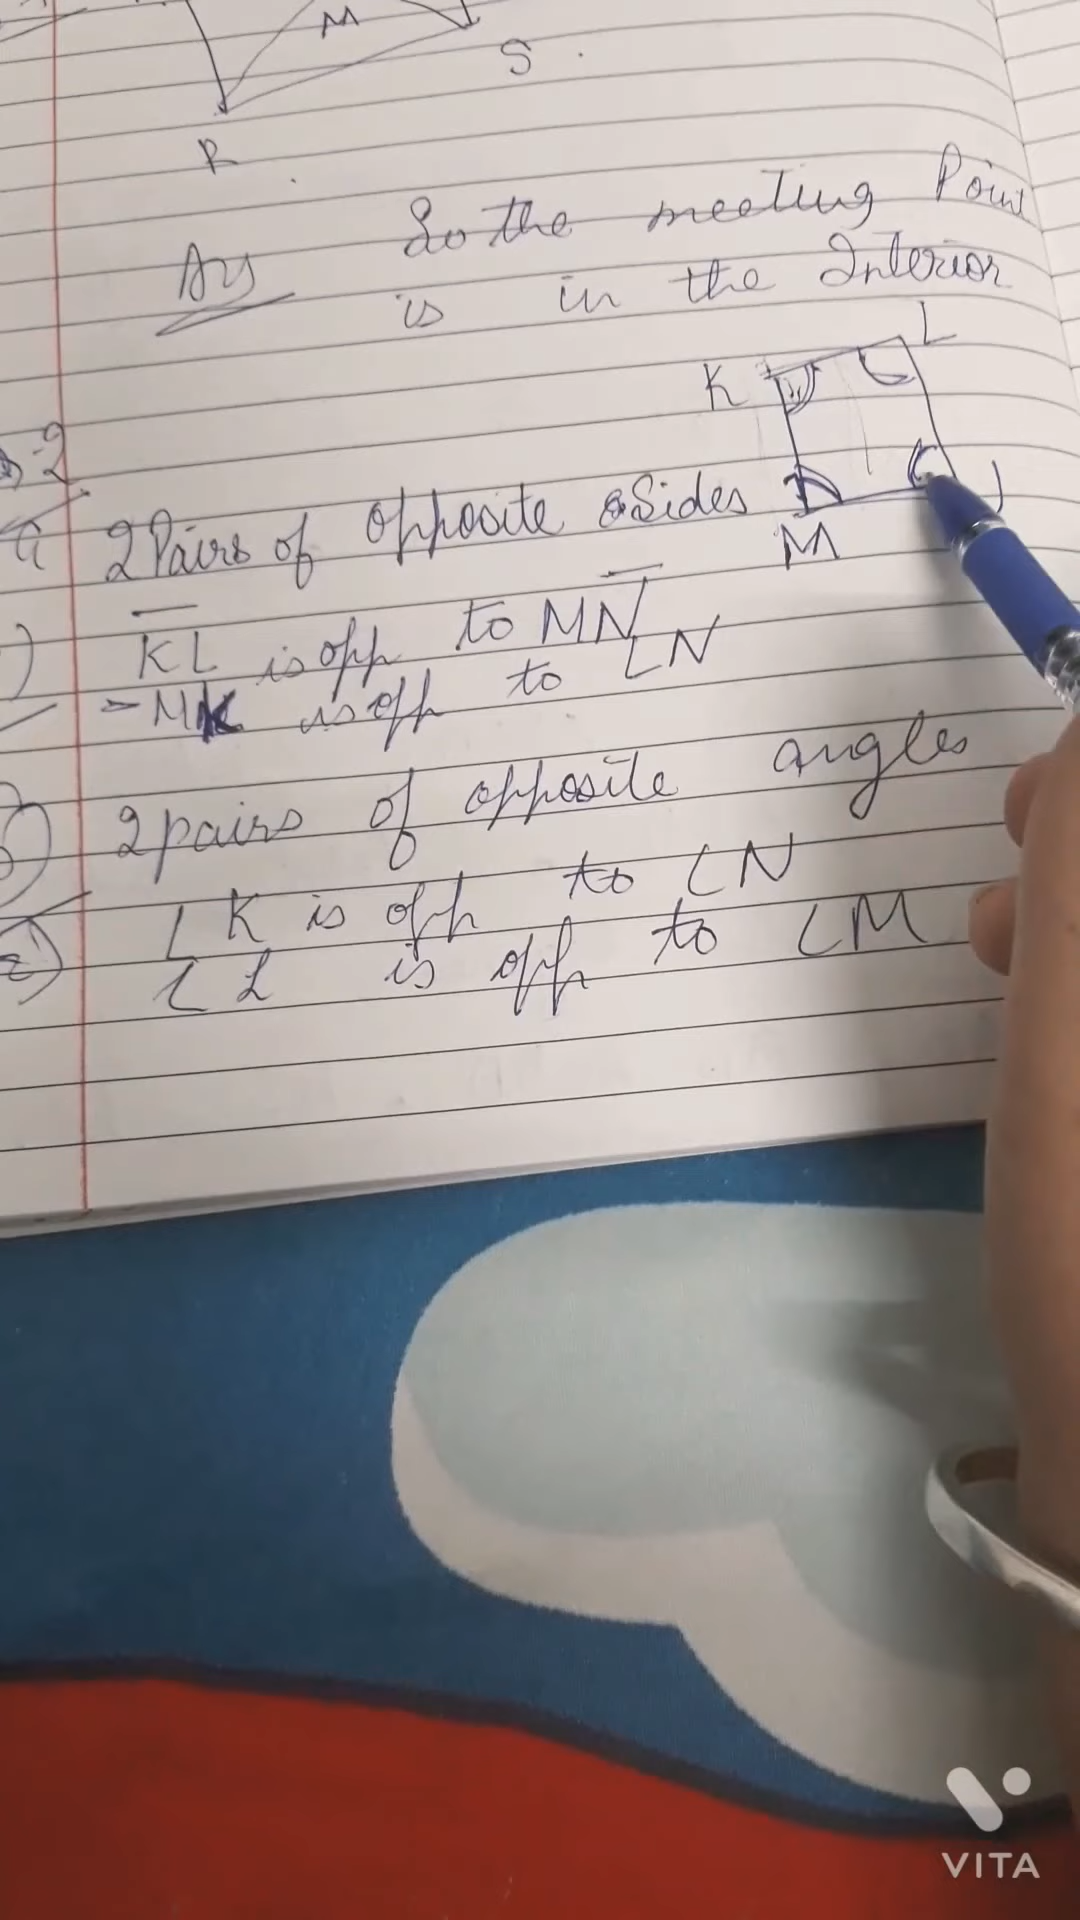 M
S
R
Ans So the meeting Point
is in the Interior
K L
2
a 2 Pairs of opposite Sides
M
KL is opp to MN
- MK is opp to LN
2 pairs of opposite angles
∠K is opp to ∠N
∠L is opp to ∠M
VITA